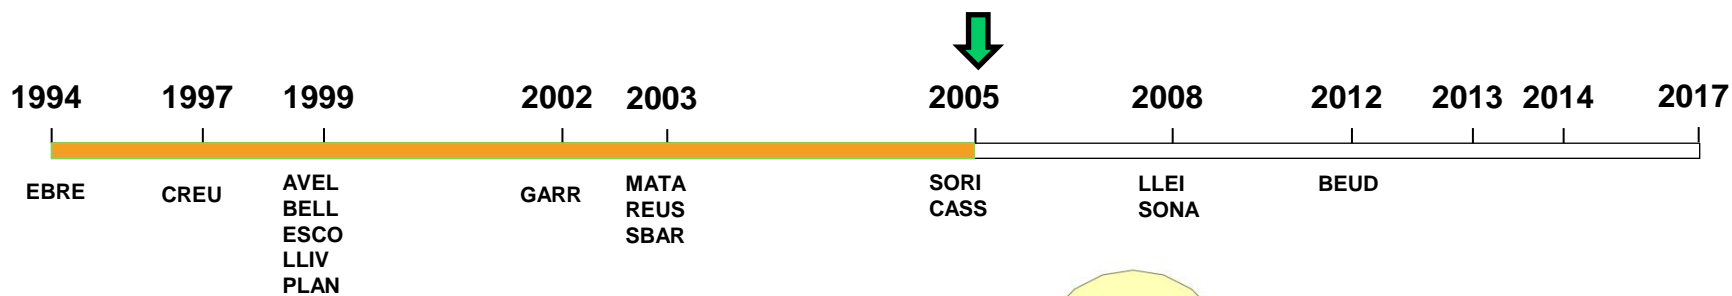 1994 1997 1999 2002 2003 2005 2008 2012 2013 2014 2017
EBRE
CREU
AVEL
BELL
ESCO
LLIV
PLAN
GARR
MATA
REUS
SBAR
SORI
CASS
LLEI
SONA
BEUD